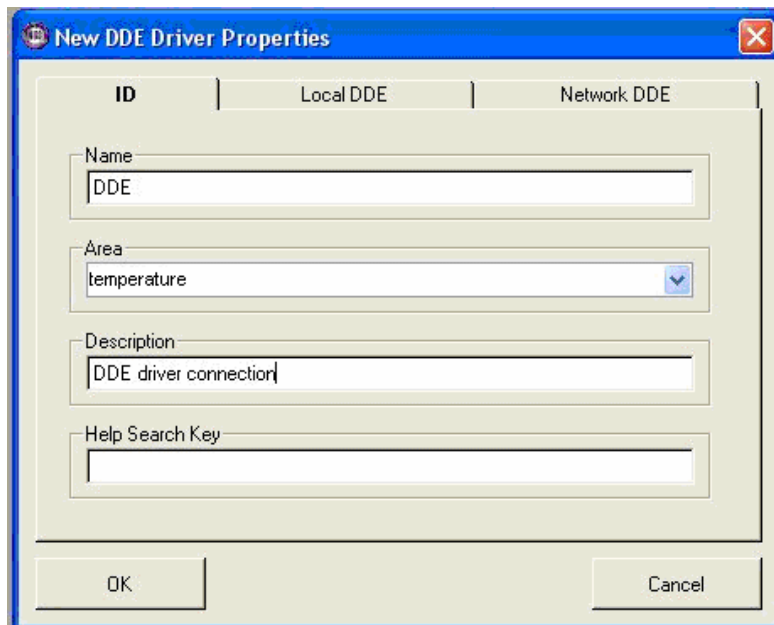 New DDE Driver Properties
ID Local DDE Network DDE
Name
DDE
Area
temperature
Description
DDE driver connection
Help Search Key
OK Cancel